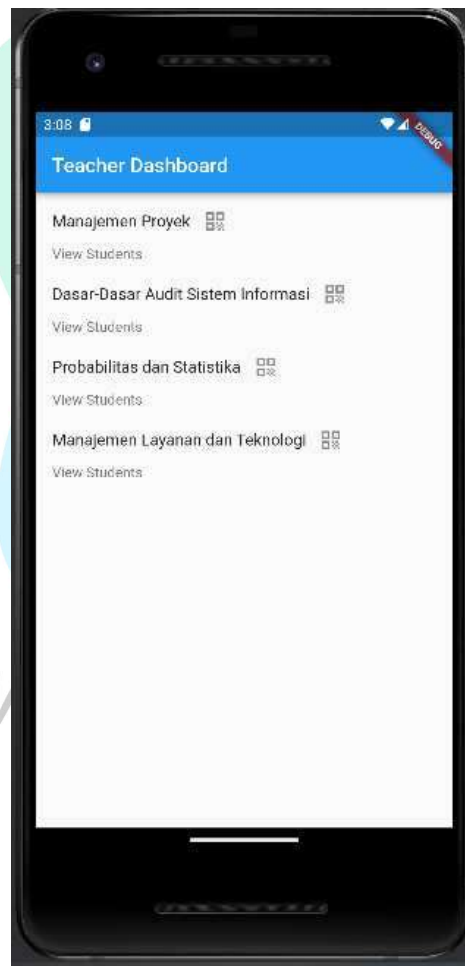 3:08
DEBUG
Teacher Dashboard
Manajemen Proyek
View Students
Dasar-Dasar Audit Sistem Informasi
View Students
Probabilitas dan Statistika
View Students
Manajemen Layanan dan Teknologi
View Students